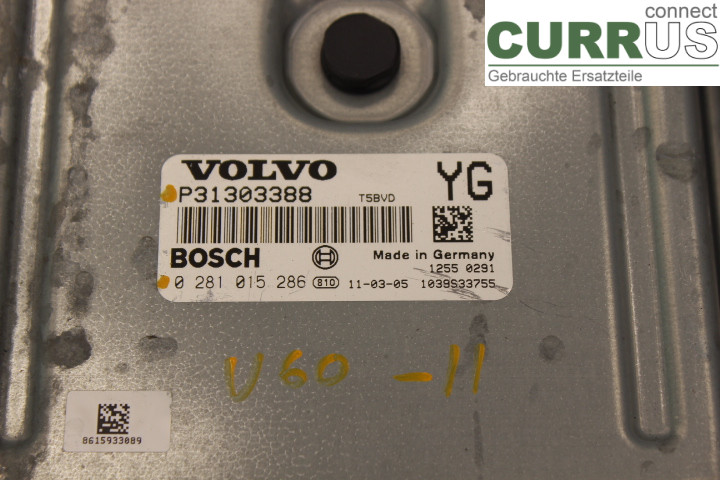 connect
CURRUS
Gebrauchte Ersatzteile
VOLVO
YG
P31303388
T5BVD
BOSCH
Made in Germany
1255 0291
0 281 015 286 810 11-03-05 1039S33755
V60 -11
8615933089